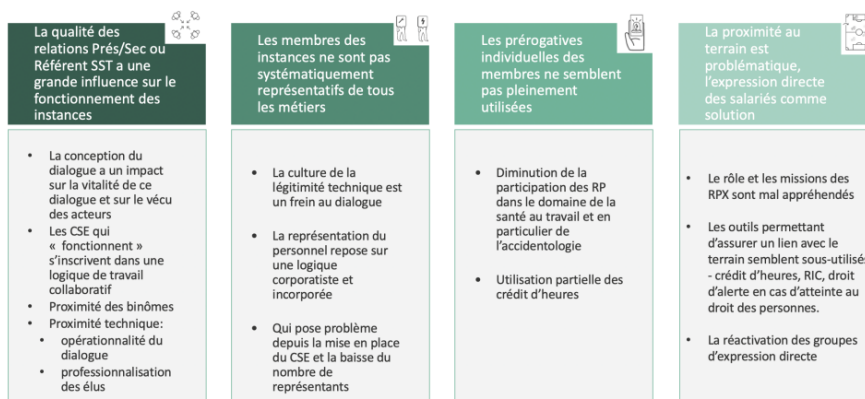 La qualité des
relations Prés/Sec ou
Référent SST a une
grande influence sur le
fonctionnement des
instances
• La conception du
dialogue a un impact
sur la vitalité de ce
dialogue et sur le vécu
des acteurs
• Les CSE qui
« fonctionnent »
s'inscrivent dans une
logique de travail
collaboratif
• Proximité des binômes
• Proximité technique:
• opérationnalité du
dialogue
• professionnalisation
des élus
Les membres des
instances ne sont pas
systématiquement
représentatifs de tous
les métiers
• La culture de la
légitimité technique est
un frein au dialogue
• La représentation du
personnel repose sur
une logique
corporatiste et
incorporée
• Qui pose problème
depuis la mise en place
du CSE et la baisse du
nombre de
représentants
Les prérogatives
individuelles des
membres ne semblent
pas pleinement
utilisées
• Diminution de la
participation des RP
dans le domaine de la
santé au travail et en
particulier de
l'accidentologie
• Utilisation partielle des
crédit d'heures
La proximité au
terrain est
problématique,
l'expression directe
des salariés comme
solution
• Le rôle et les missions des
RPX sont mal appréhendés
• Les outils permettant
d'assurer un lien avec le
terrain semblent sous-utilisés
- crédit d'heures, RIC, droit
d'alerte en cas d'atteinte au
droit des personnes.
• La réactivation des groupes
d'expression directe